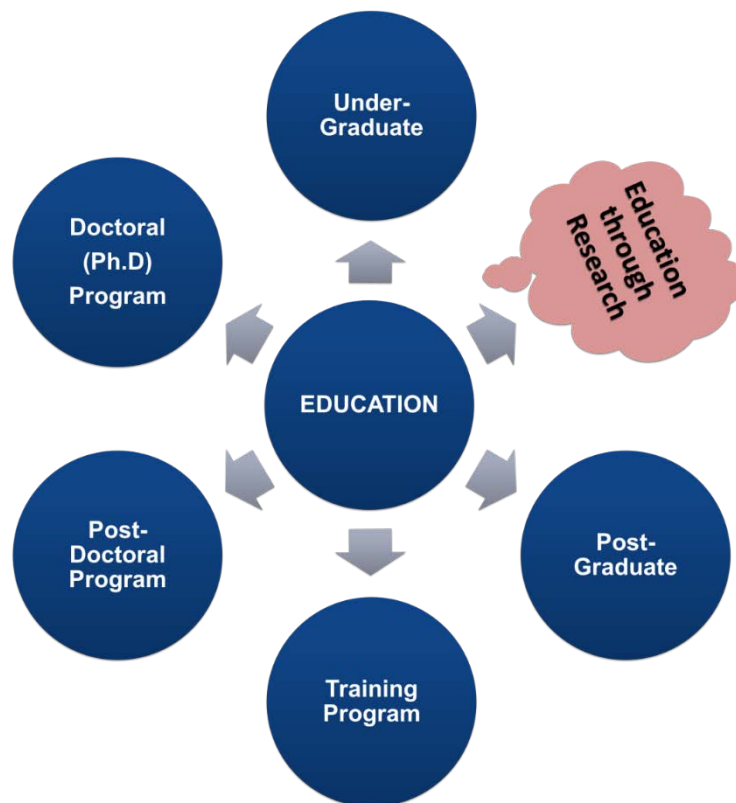 Under-
Graduate
Education
through
Research
Doctoral
(Ph.D)
Program
EDUCATION
Post-
Doctoral
Program
Post-
Graduate
Training
Program